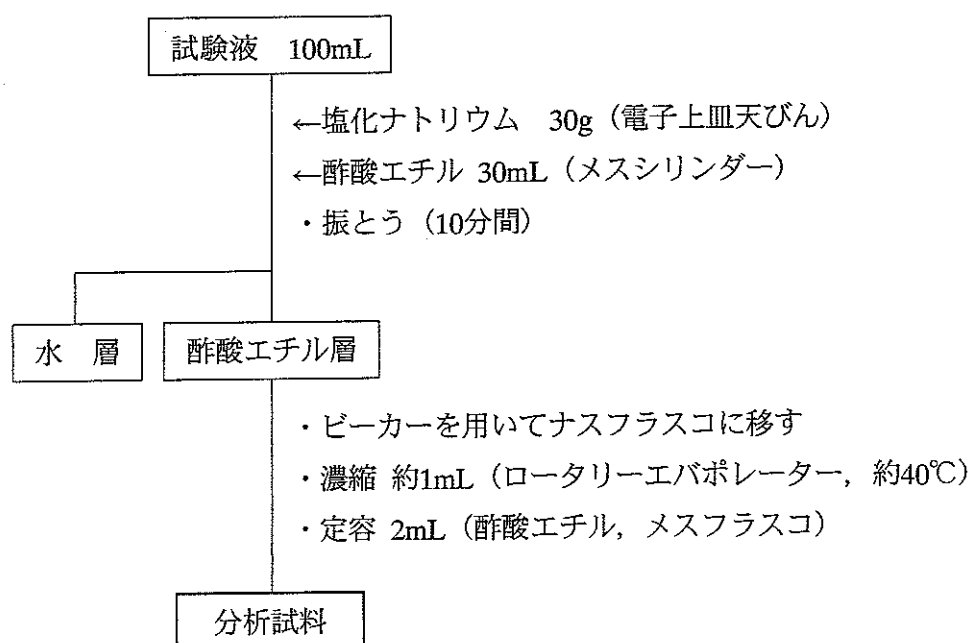 試験液　100mL
←塩化ナトリウム　30g（電子上皿天びん）
←酢酸エチル 30mL（メスシリンダー）
・振とう（10分間）
水　層
酢酸エチル層
・ビーカーを用いてナスフラスコに移す
・濃縮 約1mL（ロータリーエバポレーター，約40℃）
・定容 2mL（酢酸エチル，メスフラスコ）
分析試料